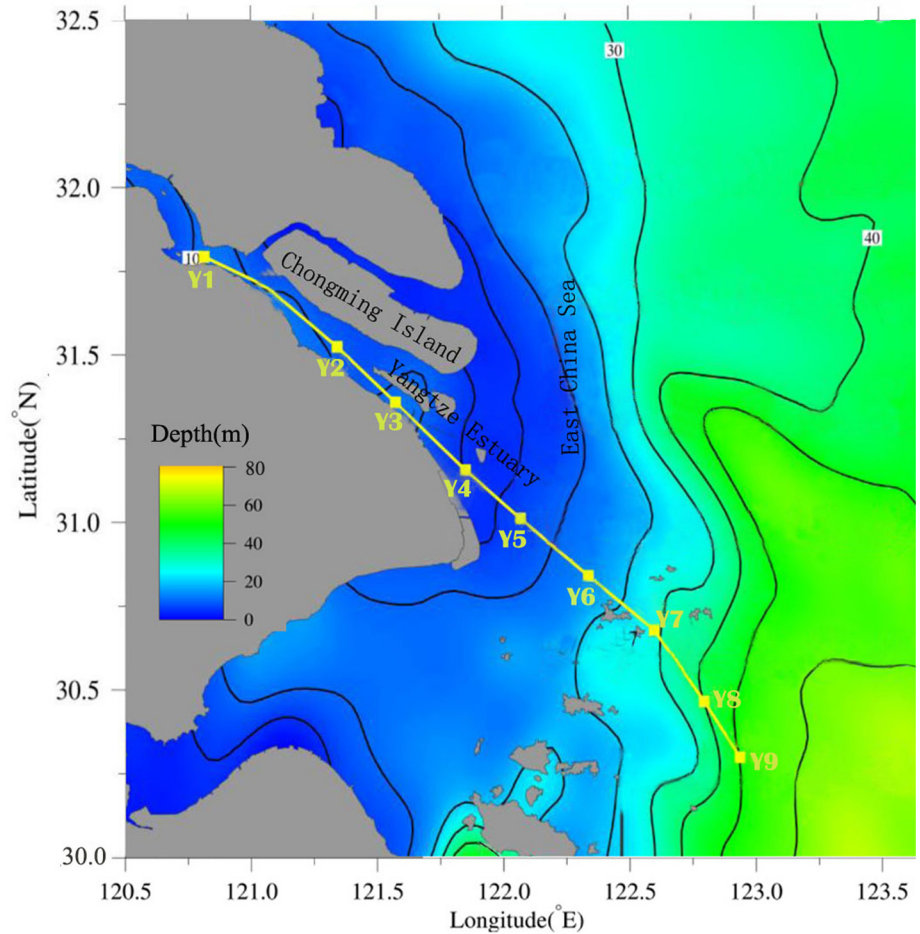 32.5
30
32.0
40
10
Y1
Chongming Island
East China Sea
31.5
Y2
Yangtze Estuary
Y3
Latitude(°N)
Depth(m)
80
60
40
20
0
Y4
31.0
Y5
Y6
Y7
30.5
Y8
Y9
30.0
120.5
121.0
121.5
122.0
122.5
123.0
123.5
Longitude(°E)